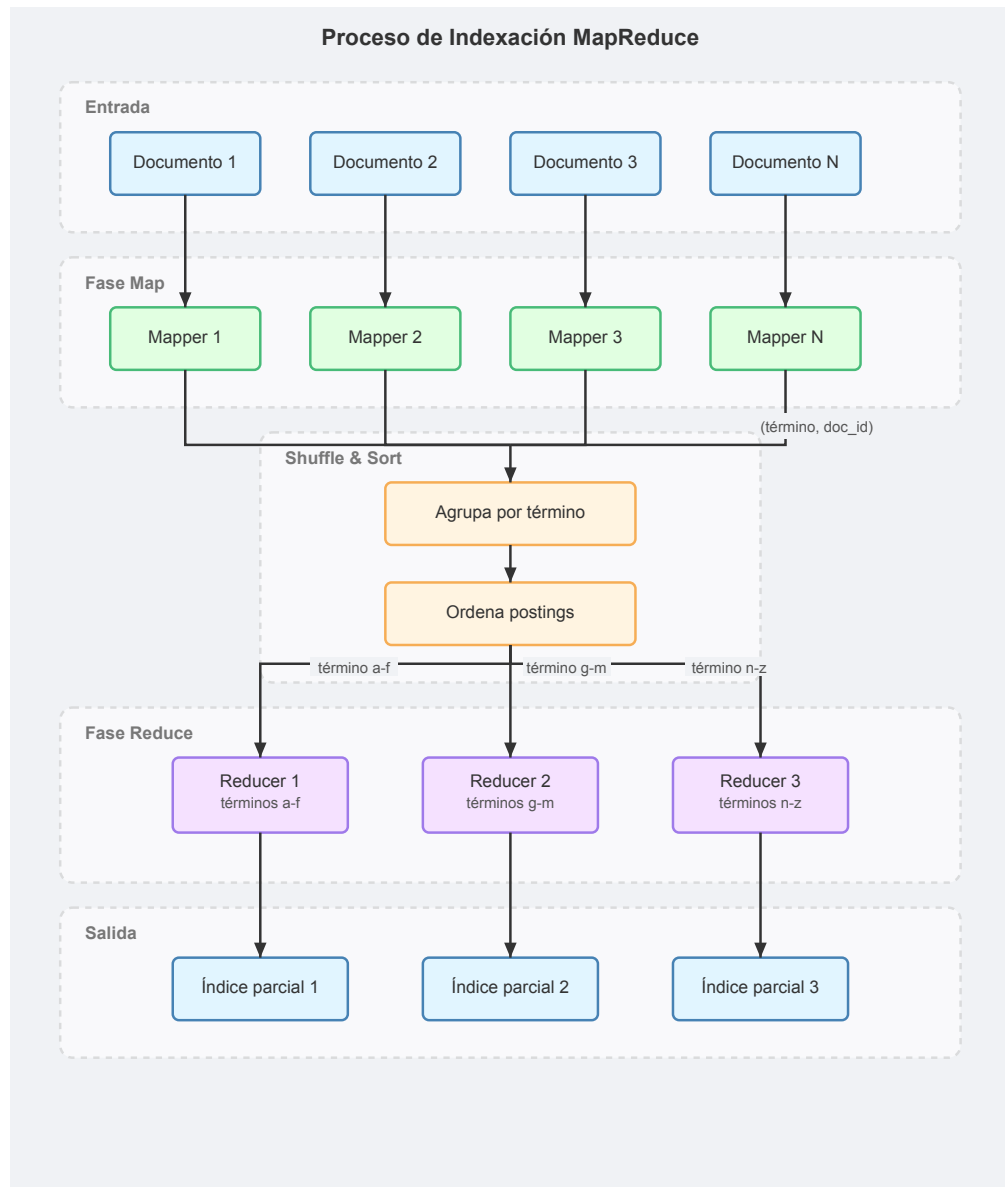 Proceso de Indexación MapReduce
Entrada
Documento 1
Documento 2
Documento 3
Documento N
Fase Map
Mapper 1
Mapper 2
Mapper 3
Mapper N
(término, doc_id)
Shuffle & Sort
Agrupa por término
Ordena postings
término a-f
término g-m
término n-z
Fase Reduce
Reducer 1
términos a-f
Reducer 2
términos g-m
Reducer 3
términos n-z
Salida
Índice parcial 1
Índice parcial 2
Índice parcial 3